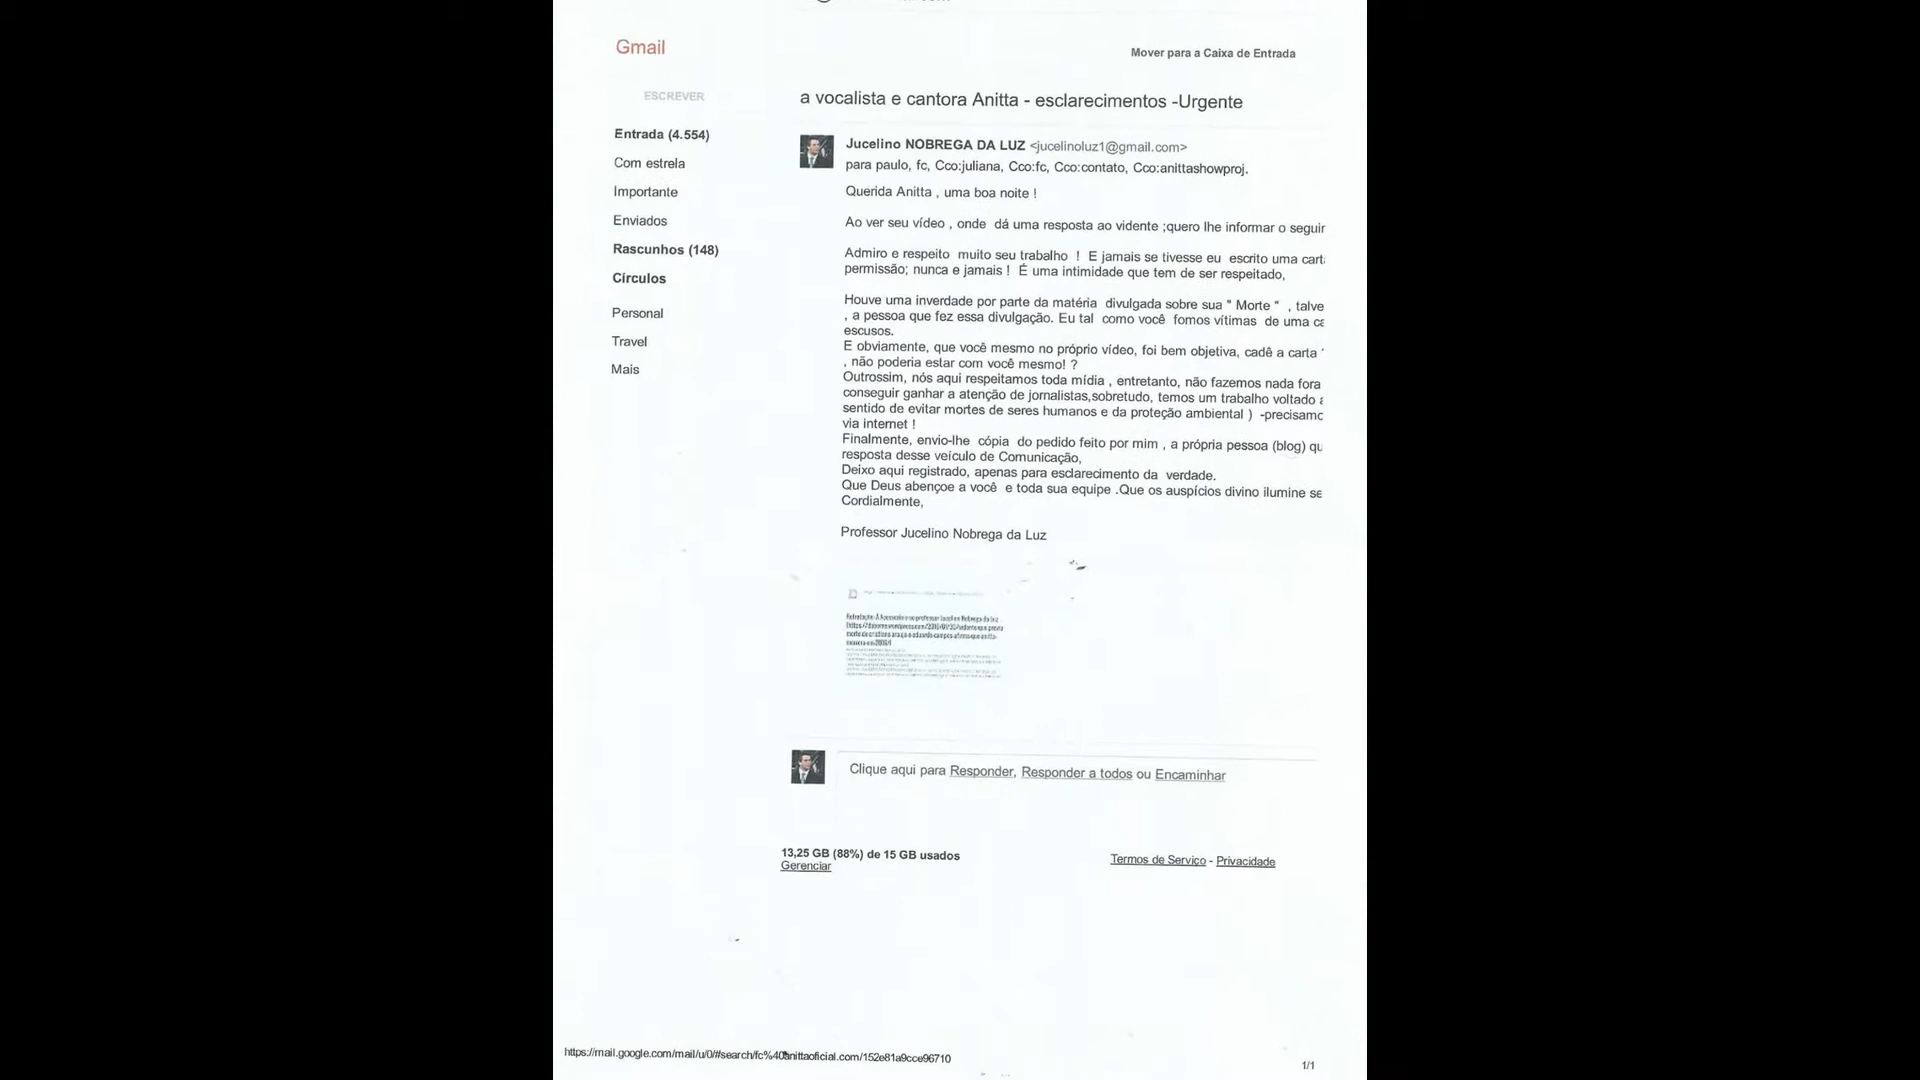 Gmail
Mover para a Caixa de Entrada
ESCREVER
Entrada (4.554)
Com estrela
Importante
Enviados
Rascunhos (148)
Círculos
Personal
Travel
Mais
a vocalista e cantora Anitta - esclarecimentos -Urgente
Jucelino NOBREGA DA LUZ <jucelinoluz1@gmail.com>
para paulo, fc, Cco:juliana, Cco:fc, Cco:contato, Cco:anittashowproj.
Querida Anitta , uma boa noite !
Ao ver seu vídeo , onde dá uma resposta ao vidente ;quero lhe informar o seguir
Admiro e respeito muito seu trabalho ! E jamais se tivesse eu escrito uma cart
permissão; nunca e jamais ! É uma intimidade que tem de ser respeitado,
Houve uma inverdade por parte da matéria divulgada sobre sua " Morte " , talve
, a pessoa que fez essa divulgação. Eu tal como você fomos vítimas de uma ca
escusos.
E obviamente, que você mesmo no próprio vídeo, foi bem objetiva, cadê a carta
, não poderia estar com você mesmo! ?
Outrossim, nós aqui respeitamos toda mídia , entretanto, não fazemos nada fora
conseguir ganhar a atenção de jornalistas,sobretudo, temos um trabalho voltado a
sentido de evitar mortes de seres humanos e da proteção ambiental ) -precisamo
via internet !
Finalmente, envio-lhe cópia do pedido feito por mim , a própria pessoa (blog) qu
resposta desse veículo de Comunicação,
Deixo aqui registrado, apenas para esclarecimento da verdade.
Que Deus abençoe a você e toda sua equipe .Que os auspícios divino ilumine se
Cordialmente,
Professor Jucelino Nobrega da Luz
Clique aqui para Responder, Responder a todos ou Encaminhar
13,25 GB (88%) de 15 GB usados
Gerenciar
Termos de Serviço - Privacidade
https://mail.google.com/mail/u/0/#search/fc%40anittaoficial.com/152e81a9cce96710
1/1